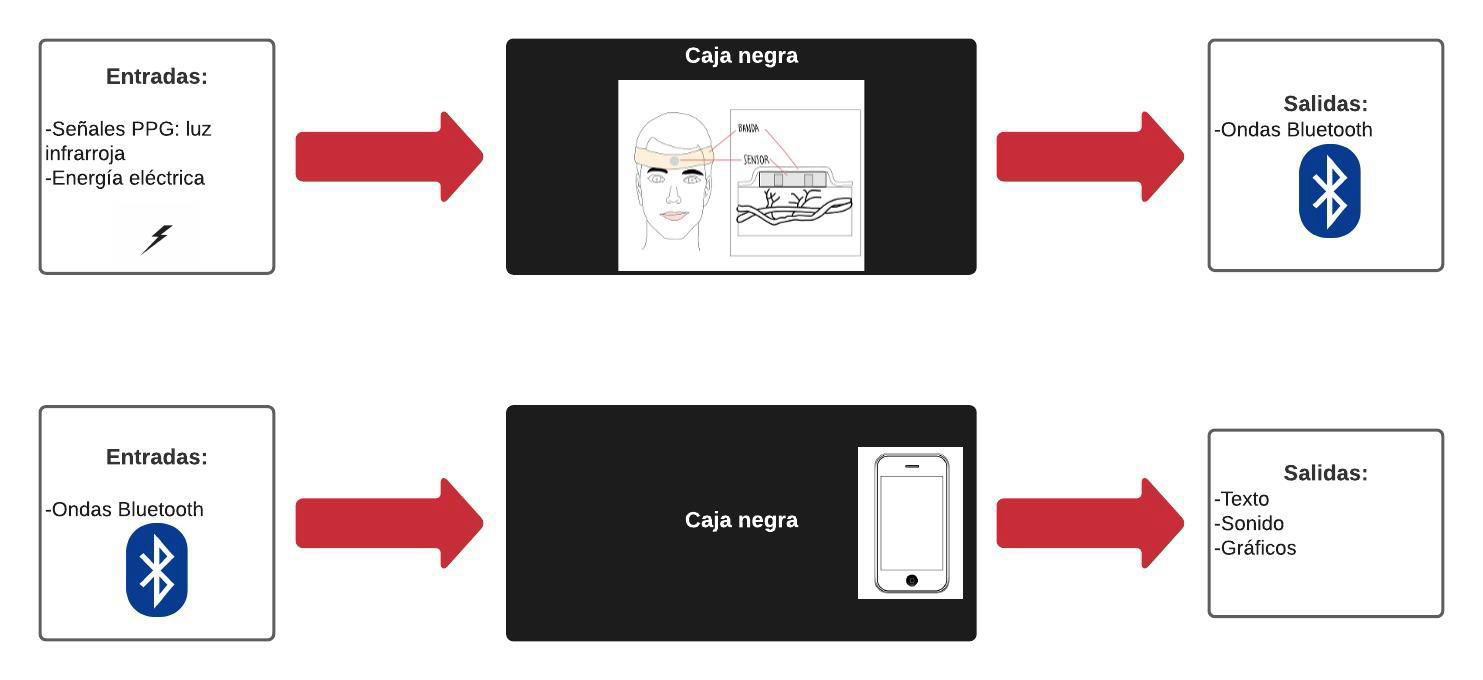 Entradas:
-Señales PPG: luz
infrarroja
-Energía eléctrica
Caja negra
BANDA
SENSOR
Salidas:
-Ondas Bluetooth
Entradas:
-Ondas Bluetooth
Caja negra
Salidas:
-Texto
-Sonido
-Gráficos